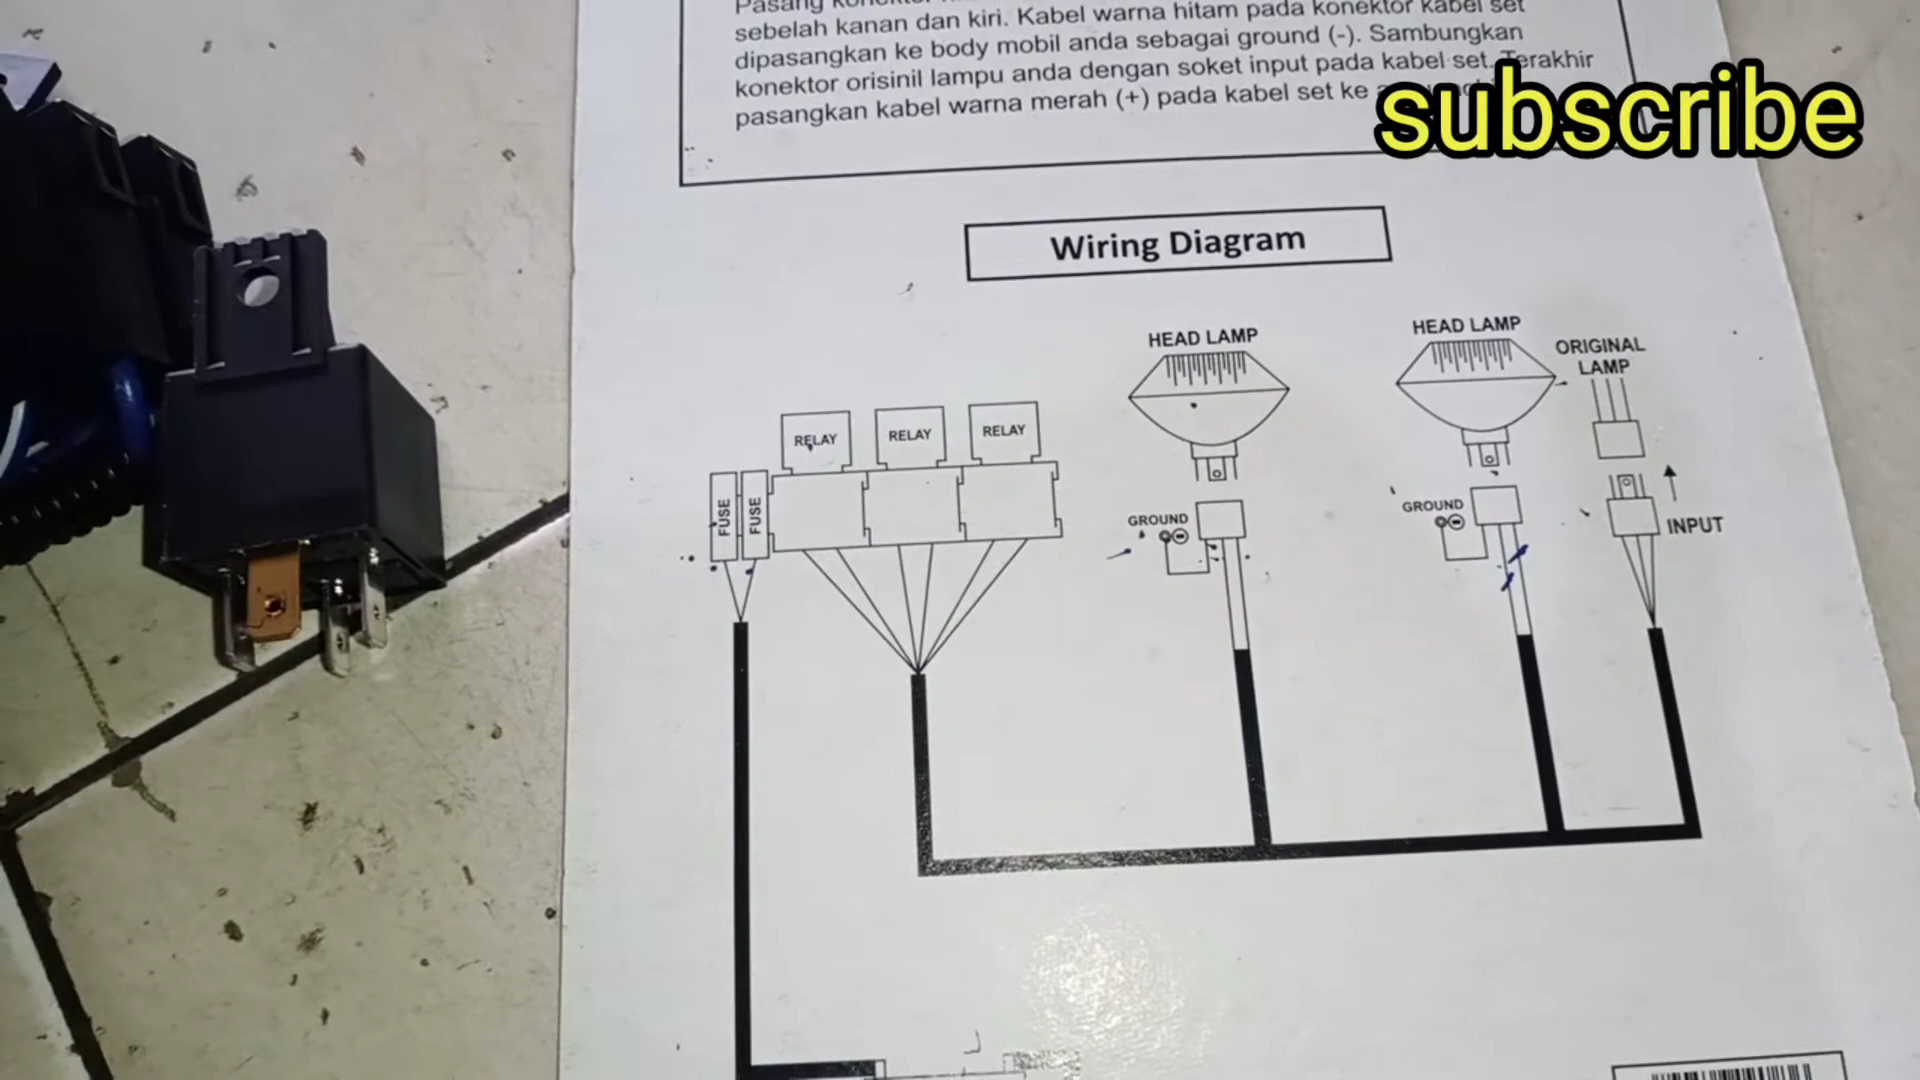 sebelah kanan dan kiri. Kabel warna hitam pada konektor kabel set
dipasangkan ke body mobil anda sebagai ground (-). Sambungkan
konektor orisinil lampu anda dengan soket input pada kabel set. Terakhir
pasangkan kabel warna merah (+) pada kabel set ke
subscribe
Wiring Diagram
HEAD LAMP
HEAD LAMP
ORIGINAL
LAMP
RELAY
RELAY
RELAY
FUSE
FUSE
GROUND
GROUND
INPUT